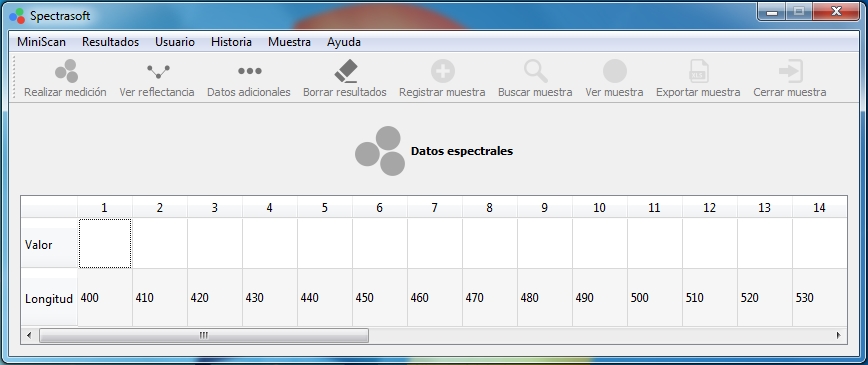 Spectrasoft
MiniScan Resultados Usuario Historia Muestra Ayuda
Realizar medición Ver reflectancia Datos adicionales Borrar resultados Registrar muestra Buscar muestra Ver muestra Exportar muestra Cerrar muestra
Datos espectrales
1 2 3 4 5 6 7 8 9 10 11 12 13 14
Valor
Longitud 400 410 420 430 440 450 460 470 480 490 500 510 520 530